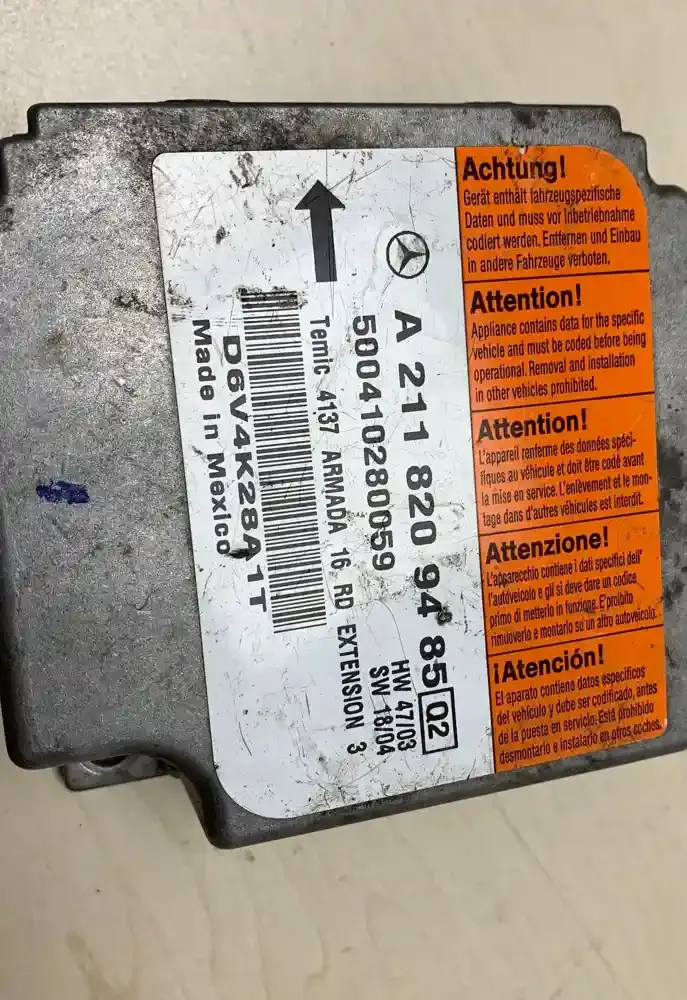 Achtung!
Gerät enthält fahrzeugspezifische
Daten und muss vor Inbetriebnahme
codiert werden. Entfernen und Einbau
in andere Fahrzeuge verboten.
Attention!
Appliance contains data for the specific
vehicle and must be coded before being
operational. Removal and installation
in other vehicles prohibited.
Attention!
L'appareil renferme des données spéci-
fiques au véhicule et doit être codé avant
la mise en service. L'enlèvement et le mon-
tage dans d'autres véhicules est interdit.
Attenzione!
L'apparecchio contiene i dati specifici dell'
autoveicolo e gli si deve dare un codice
primo di metterlo in funzione. E'proibito
rimuoverlo e montarlo su un altro autoveicolo.
¡Atención!
El aparato contiene datos específicos
del vehículo y debe ser codificado, antes
de la puesta en servicio. Está prohibido
desmontarlo e instalarlo en otros coches.
A 211 820 94 85 Q2
HW 47/03
SW 18/04
500410280059
Temic 4137 ARMADA 16 RD EXTENSION 3
D6V4K28A1T
Made in Mexico